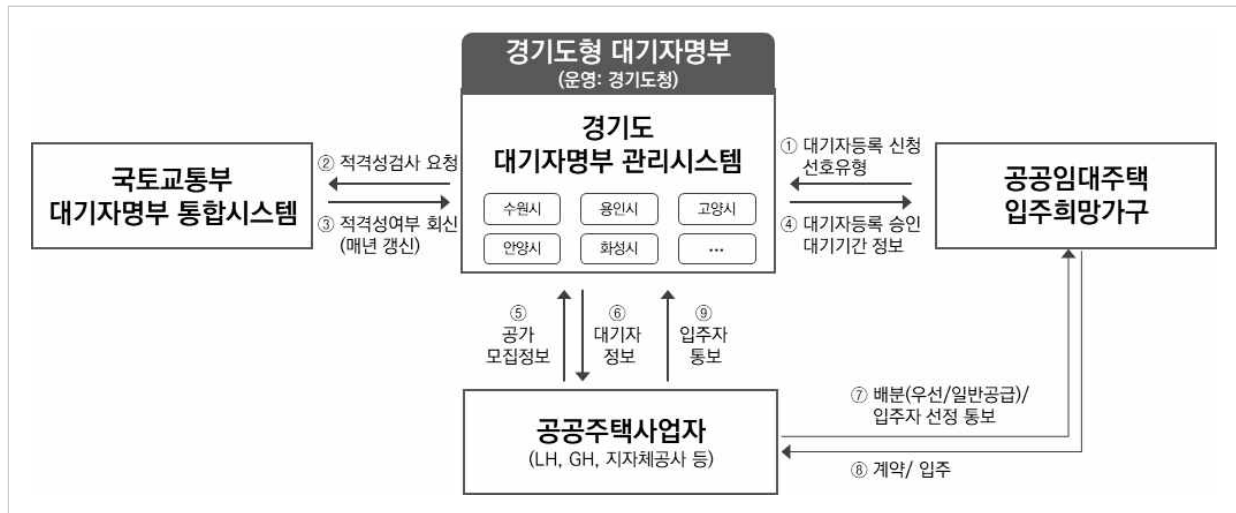 경기도형 대기자명부
(운영: 경기도청)
경기도
대기자명부 관리시스템
수원시 용인시 고양시
안양시 화성시 ...
국토교통부
대기자명부 통합시스템
② 적격성검사 요청
③ 적격성여부 회신
(매년 갱신)
① 대기자등록 신청
선호유형
④ 대기자등록 승인
대기기간 정보
공공임대주택
입주희망가구
⑤
공가
모집정보
⑥
대기자
정보
⑨
입주자
통보
공공주택사업자
(LH, GH, 지자체공사 등)
⑦ 배분(우선/일반공급)/
입주자 선정 통보
⑧ 계약/ 입주